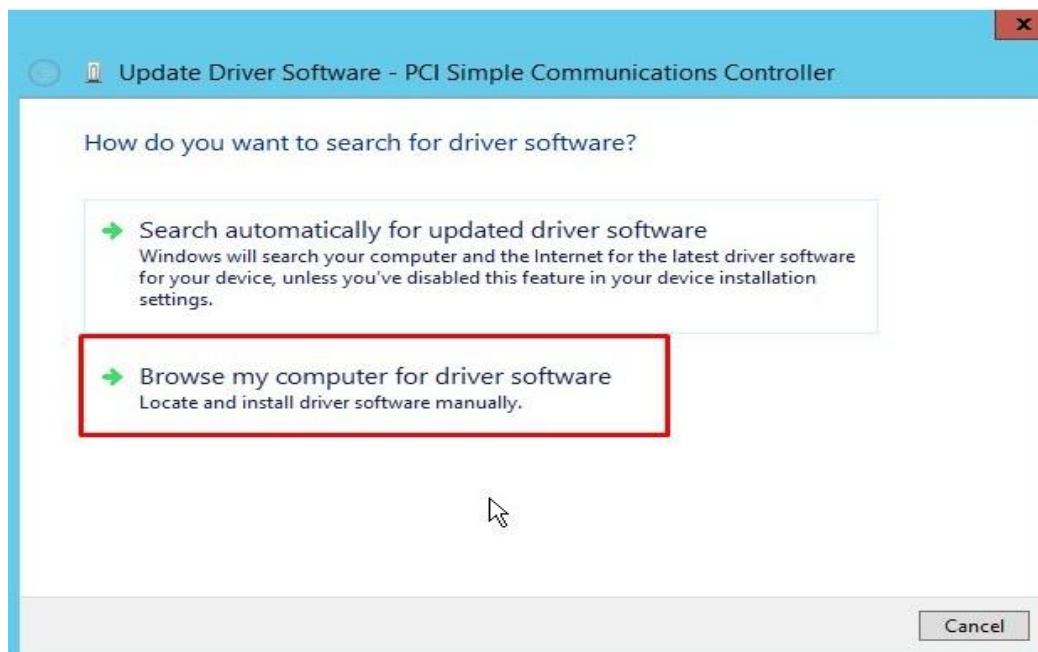 x
Update Driver Software - PCI Simple Communications Controller
How do you want to search for driver software?
Search automatically for updated driver software
Windows will search your computer and the Internet for the latest driver software
for your device, unless you've disabled this feature in your device installation
settings.
Browse my computer for driver software
Locate and install driver software manually.
Cancel